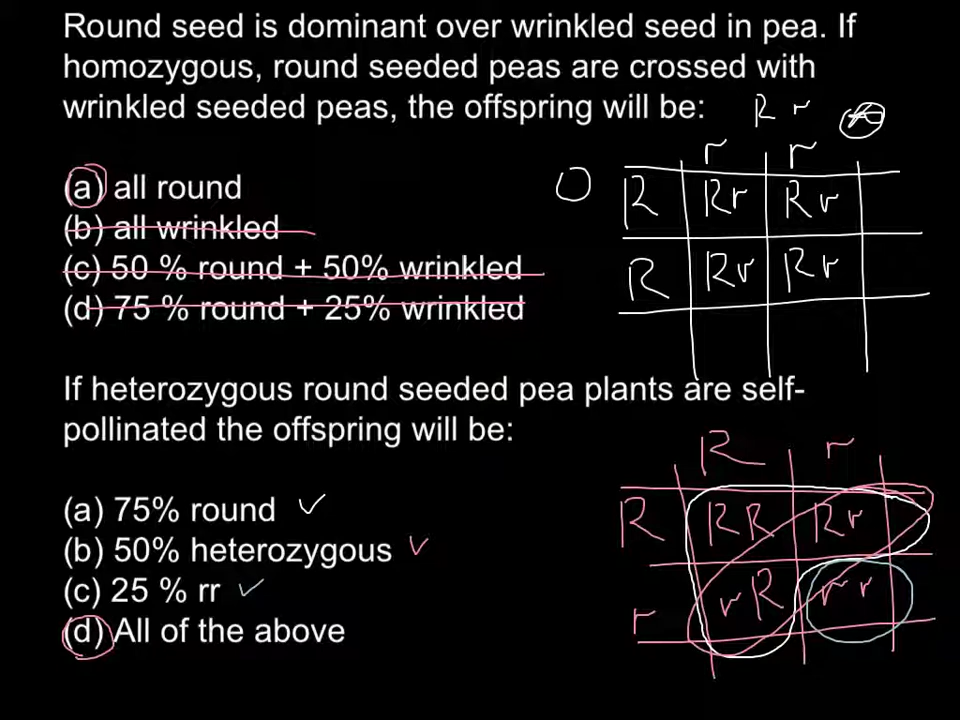 Round seed is dominant over wrinkled seed in pea. If
homozygous, round seeded peas are crossed with
wrinkled seeded peas, the offspring will be:
R r
(a) all round
(b) all wrinkled
(c) 50 % round + 50% wrinkled
(d) 75 % round + 25% wrinkled
r r
R Rr Rr
R Rr Rr
If heterozygous round seeded pea plants are self-
pollinated the offspring will be:
(a) 75% round
(b) 50% heterozygous
(c) 25 % rr
(d) All of the above
R r
R RR Rr
r rR rr